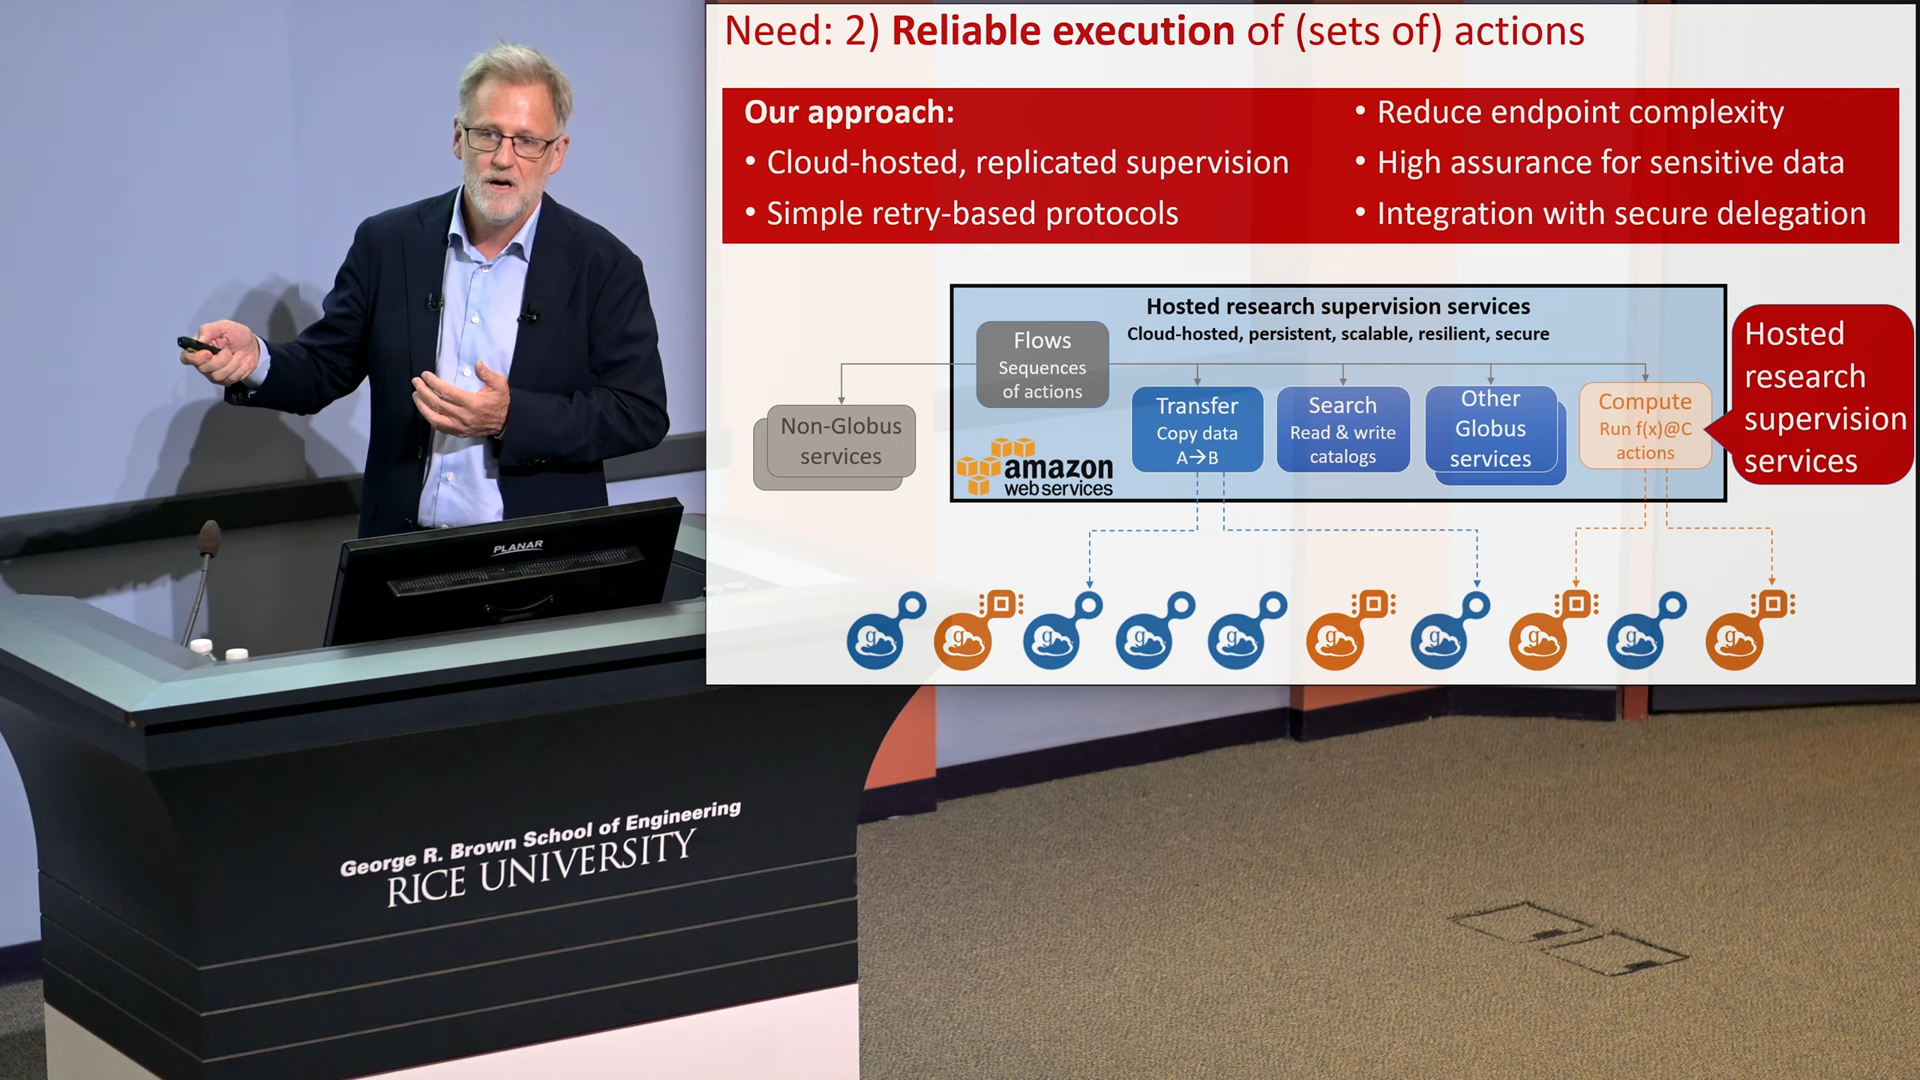 Need: 2) Reliable execution of (sets of) actions
Our approach:
• Cloud-hosted, replicated supervision
• Simple retry-based protocols
• Reduce endpoint complexity
• High assurance for sensitive data
• Integration with secure delegation
Hosted research supervision services
Cloud-hosted, persistent, scalable, resilient, secure
Flows
Sequences
of actions
Non-Globus
services
Transfer
Copy data
A→B
Search
Read & write
catalogs
Other
Globus
services
Compute
Run f(x)@C
actions
Hosted
research
supervision
services
amazon
webservices
g
g
g
g
g
g
g
g
g
g
PLANAR
George R. Brown School of Engineering
RICE UNIVERSITY